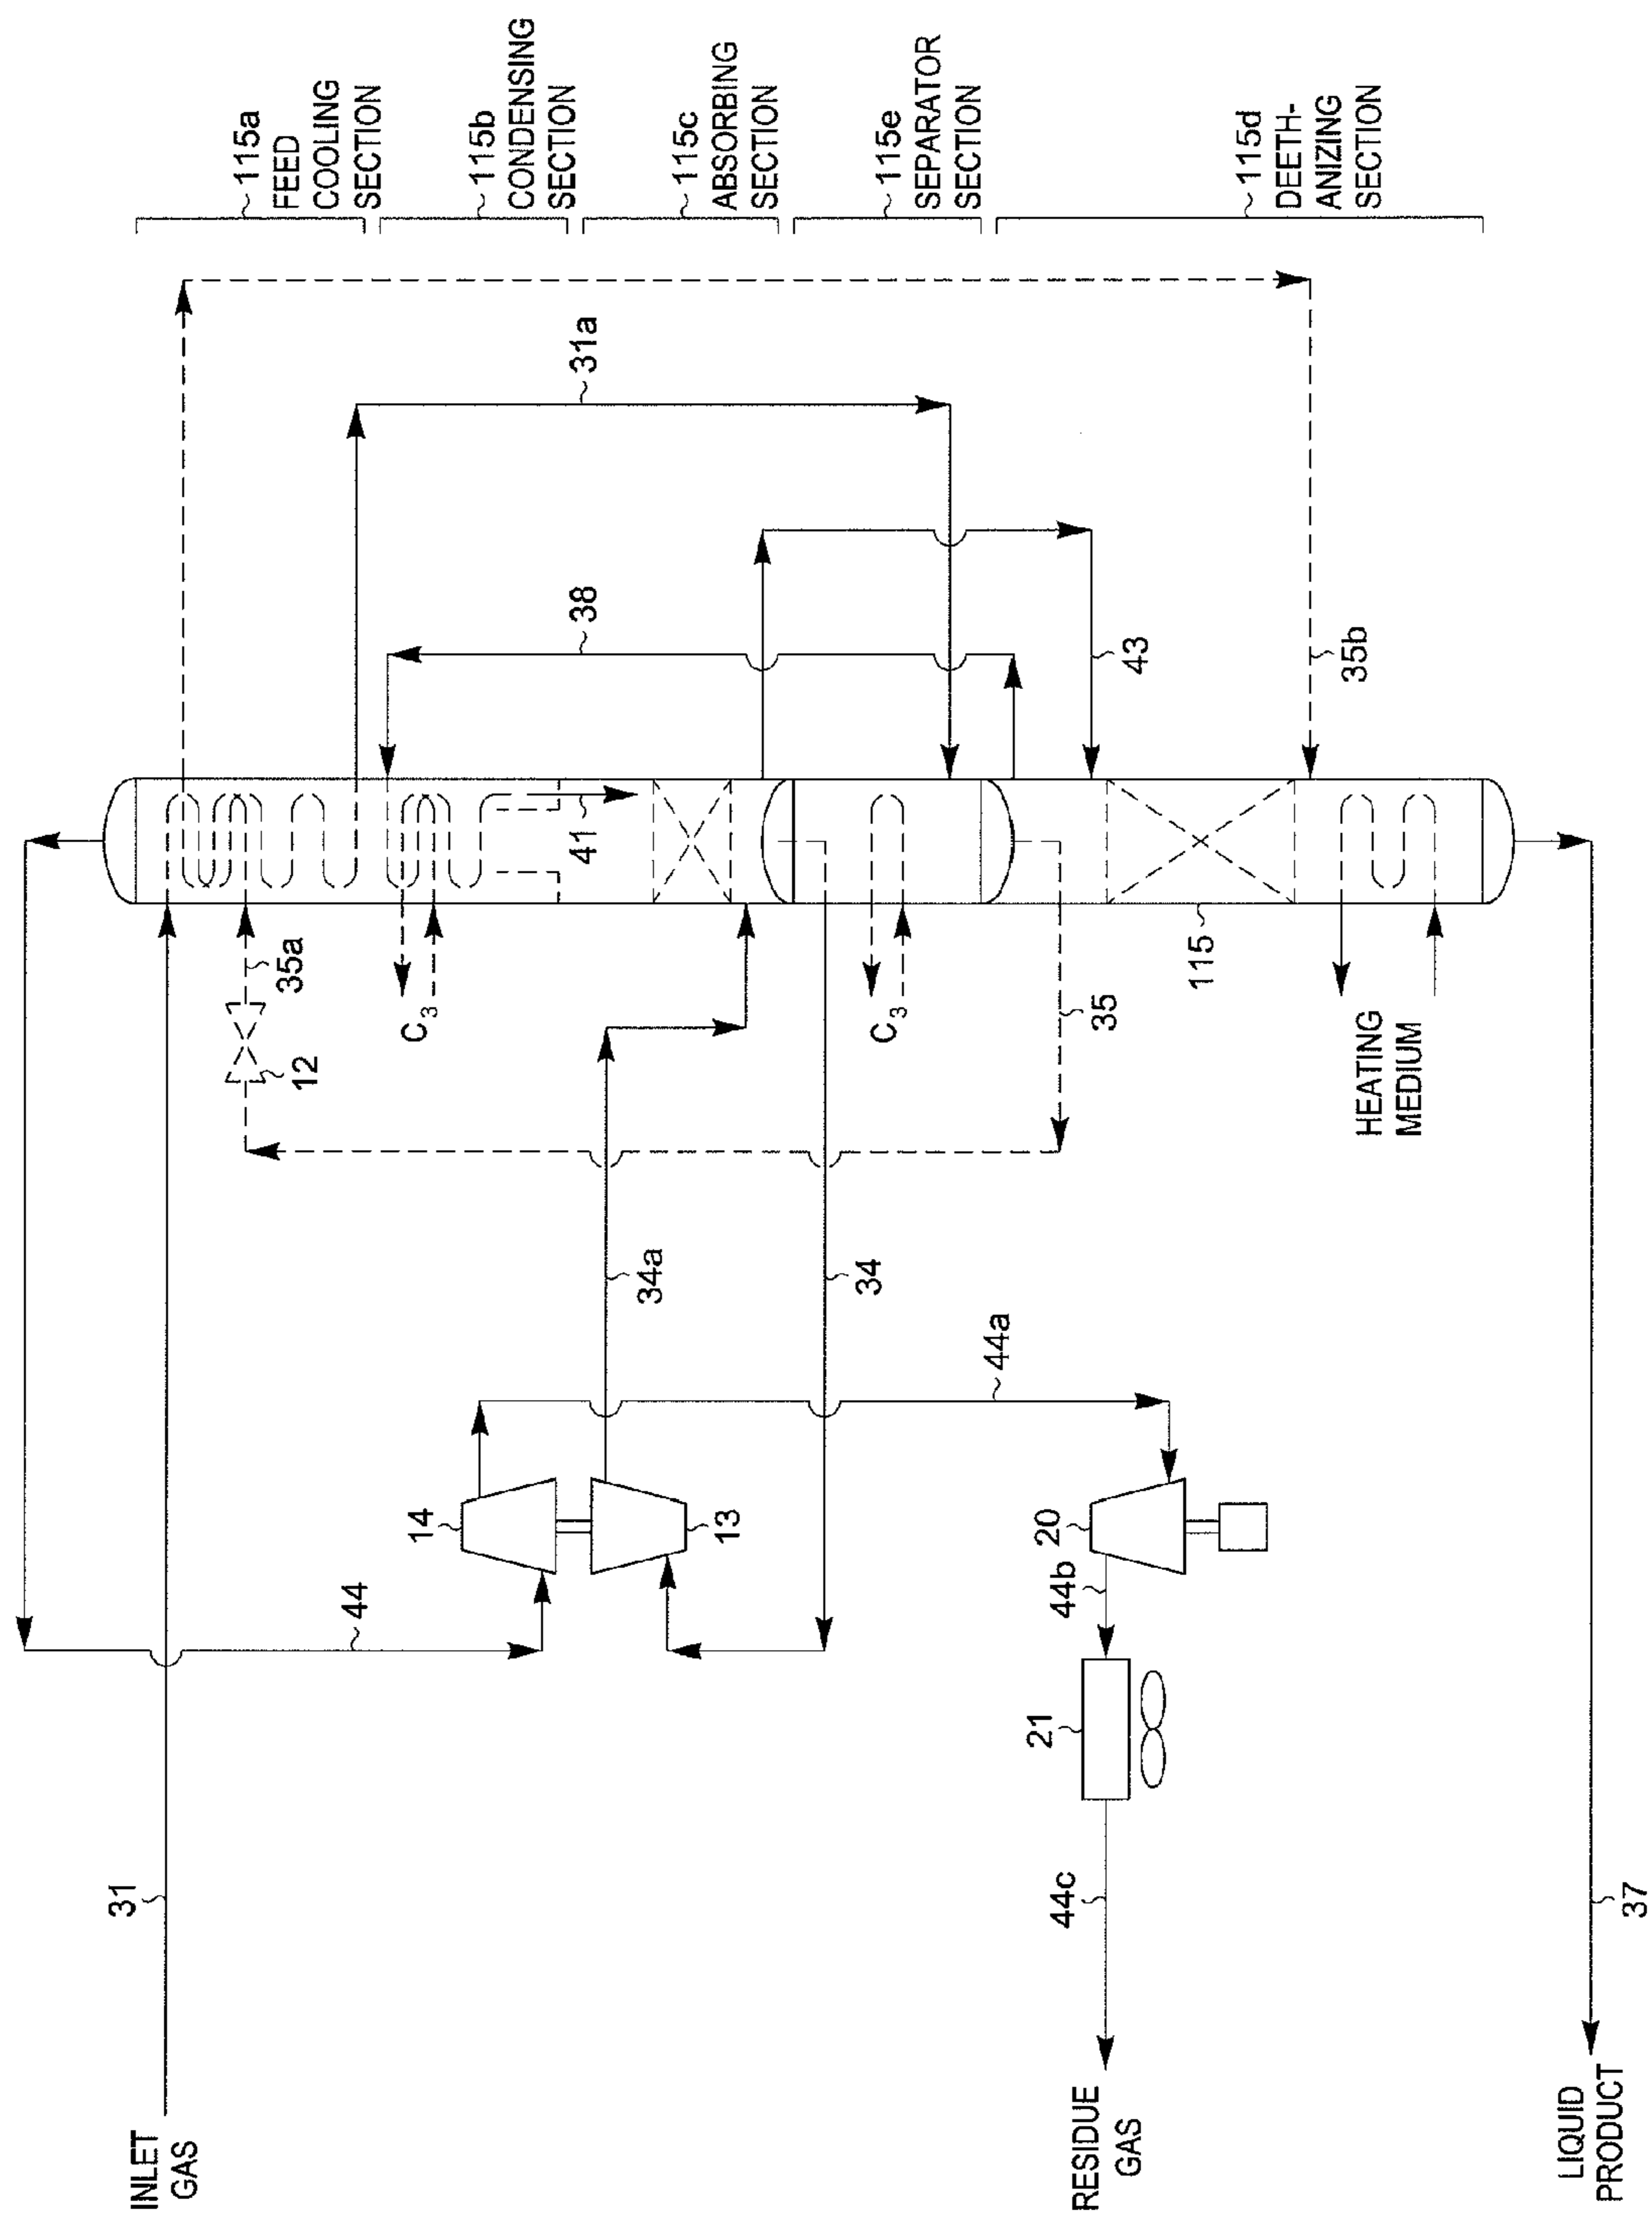 115a
FEED
COOLING
SECTION
115b
CONDENSING
SECTION
115c
ABSORBING
SECTION
115e
SEPARATOR
SECTION
115d
DEETH-
ANIZING
SECTION
31a
38
43
35b
41
35a
12
C3
C3
35
115
HEATING
MEDIUM
34a
34
44a
14
13
20
44
44b
21
31
44c
37
INLET
GAS
RESIDUE
GAS
LIQUID
PRODUCT